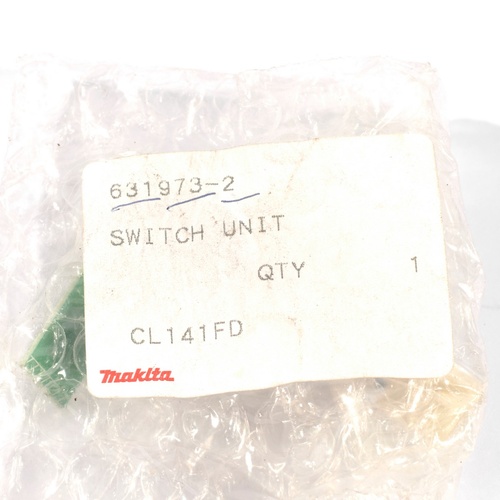 631973-2
SWITCH UNIT
QTY 1
CL141FD
makita